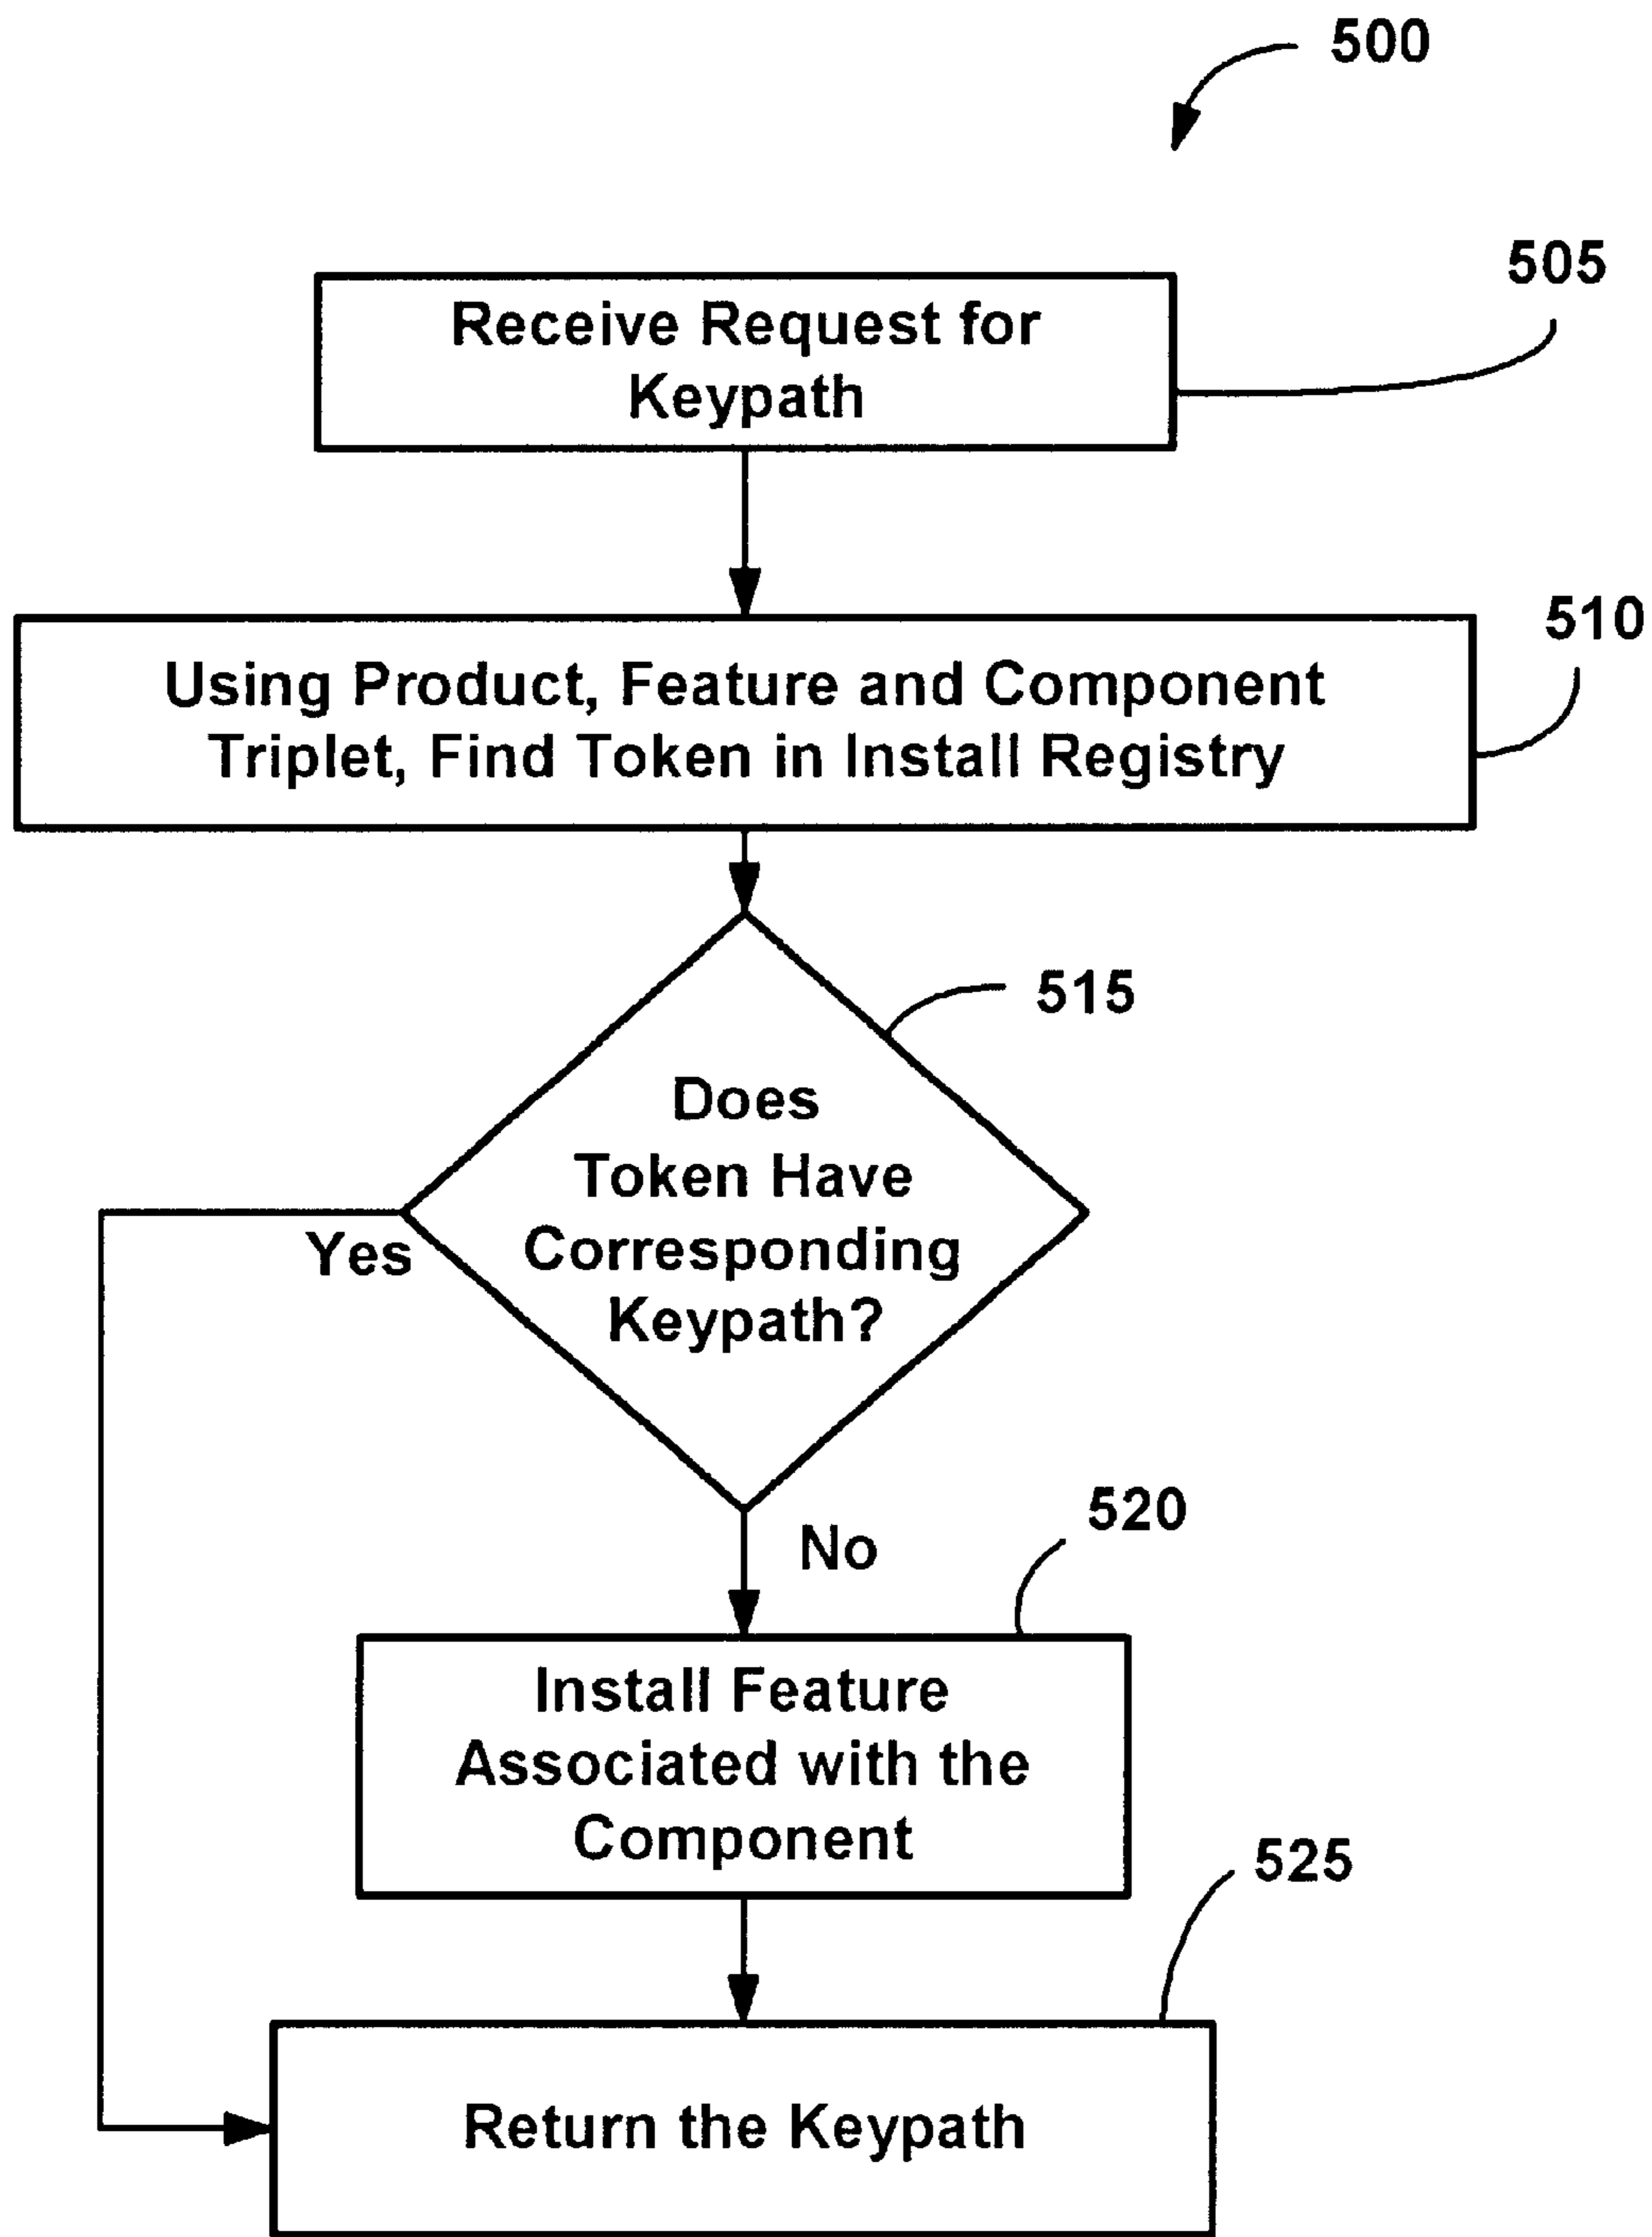 500
505
Receive Request for
Keypath
510
Using Product, Feature and Component
Triplet, Find Token in Install Registry
515
Does
Token Have
Corresponding
Keypath?
Yes
No
520
Install Feature
Associated with the
Component
525
Return the Keypath